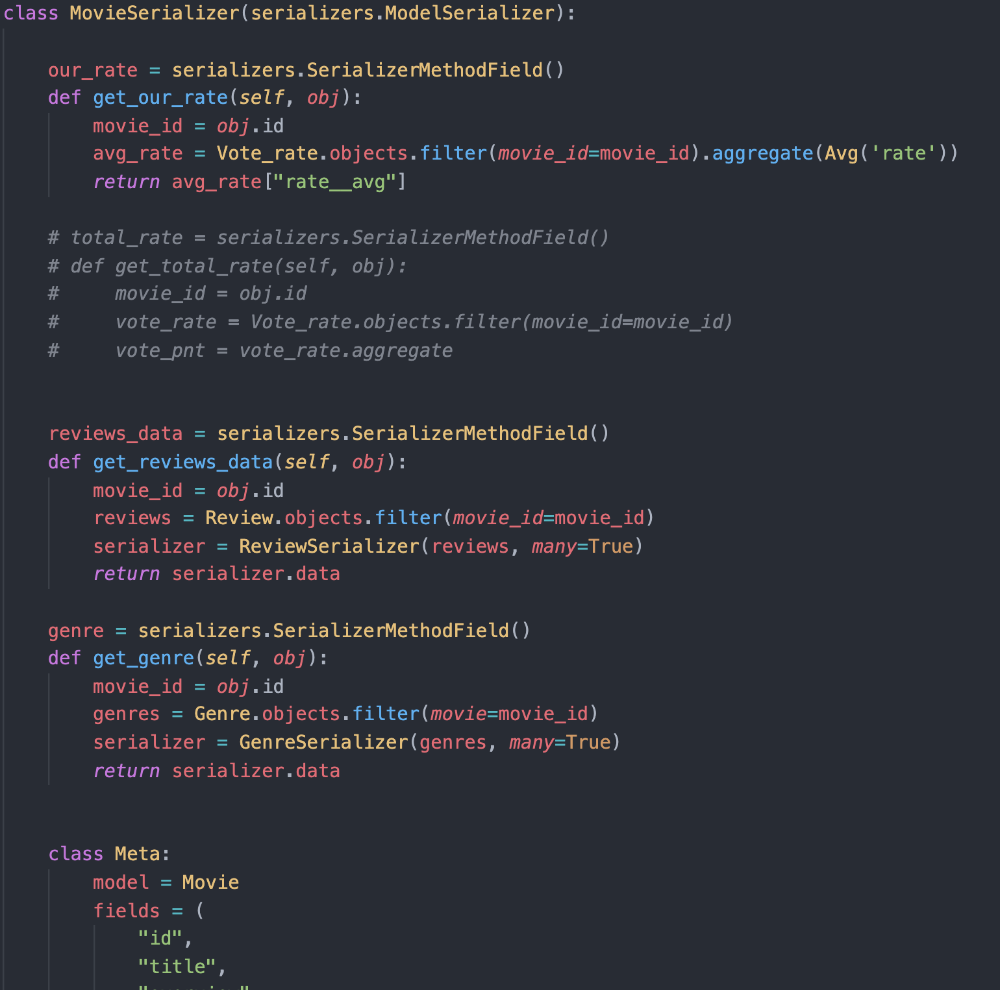 class MovieSerializer(serializers.ModelSerializer):
    our_rate = serializers.SerializerMethodField()
    def get_our_rate(self, obj):
        movie_id = obj.id
        avg_rate = Vote_rate.objects.filter(movie_id=movie_id).aggregate(Avg('rate'))
        return avg_rate["rate__avg"]
    # total_rate = serializers.SerializerMethodField()
    # def get_total_rate(self, obj):
    #     movie_id = obj.id
    #     vote_rate = Vote_rate.objects.filter(movie_id=movie_id)
    #     vote_pnt = vote_rate.aggregate
    reviews_data = serializers.SerializerMethodField()
    def get_reviews_data(self, obj):
        movie_id = obj.id
        reviews = Review.objects.filter(movie_id=movie_id)
        serializer = ReviewSerializer(reviews, many=True)
        return serializer.data
    genre = serializers.SerializerMethodField()
    def get_genre(self, obj):
        movie_id = obj.id
        genres = Genre.objects.filter(movie=movie_id)
        serializer = GenreSerializer(genres, many=True)
        return serializer.data
    class Meta:
        model = Movie
        fields = (
            "id",
            "title",